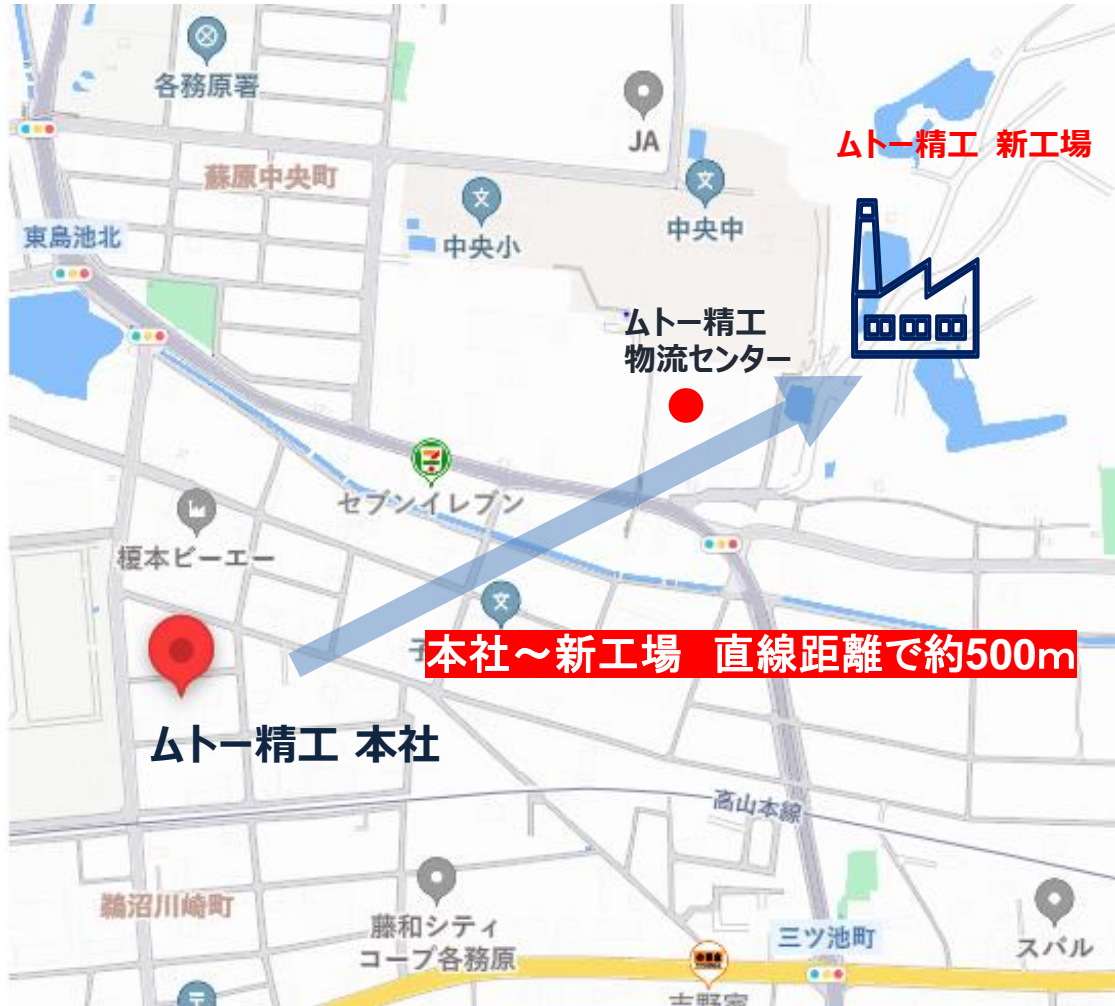 各務原署
JA
ムトー精工 新工場
蘇原中央町
中央小
中央中
東島池北
ムトー精工
物流センター
セブンイレブン
榎本ビーエー
子
本社～新工場 直線距離で約500m
ムトー精工 本社
高山本線
鵜沼川崎町
藤和シティ
コープ各務原
三ツ池町
スバル
吉野家